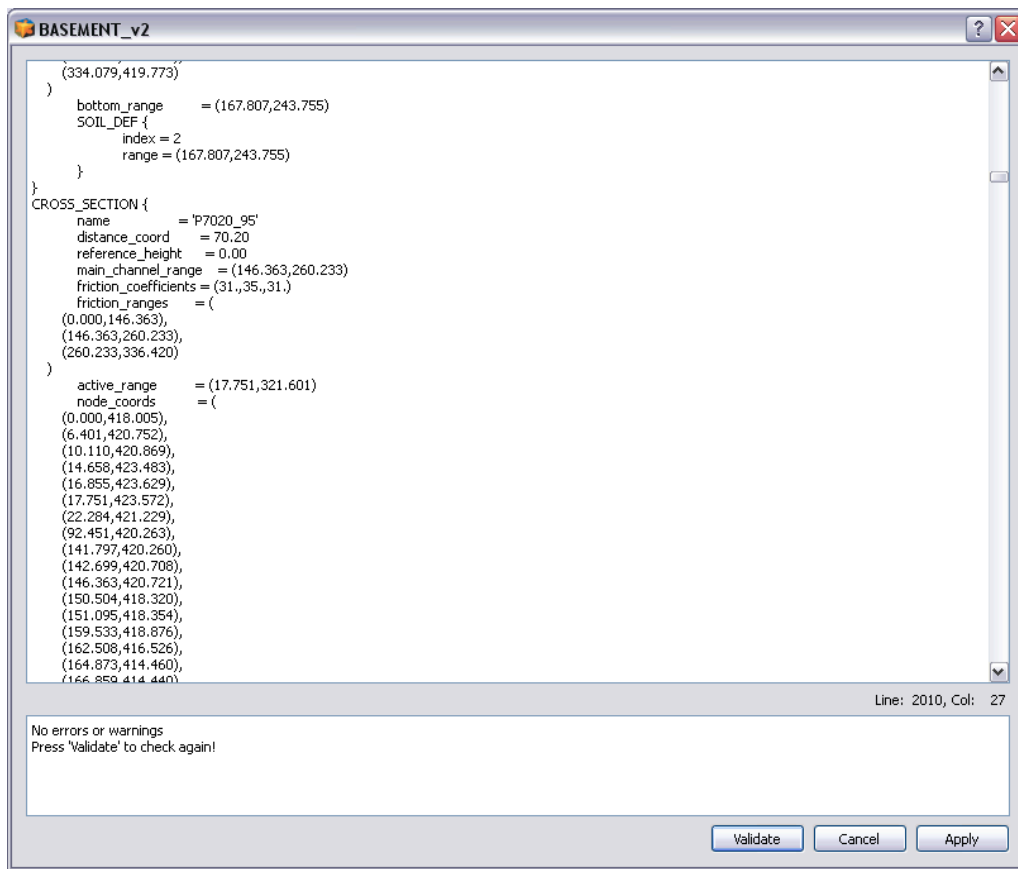 BASEMENT_v2
(334.079,419.773)
)
bottom_range = (167.807,243.755)
SOIL_DEF {
index = 2
range = (167.807,243.755)
}
}
CROSS_SECTION {
name = 'P7020_95'
distance_coord = 70.20
reference_height = 0.00
main_channel_range = (146.363,260.233)
friction_coefficients = (31.,35.,31.)
friction_ranges = (
(0.000,146.363),
(146.363,260.233),
(260.233,336.420)
)
active_range = (17.751,321.601)
node_coords = (
(0.000,418.005),
(6.401,420.752),
(10.110,420.869),
(14.658,423.483),
(16.855,423.629),
(17.751,423.572),
(22.284,421.229),
(92.451,420.263),
(141.797,420.260),
(142.699,420.708),
(146.363,420.721),
(150.504,418.320),
(151.095,418.354),
(159.533,418.876),
(162.508,416.526),
(164.873,414.460),
(166.859,414.440)
Line: 2010, Col: 27
No errors or warnings
Press 'Validate' to check again!
Validate Cancel Apply